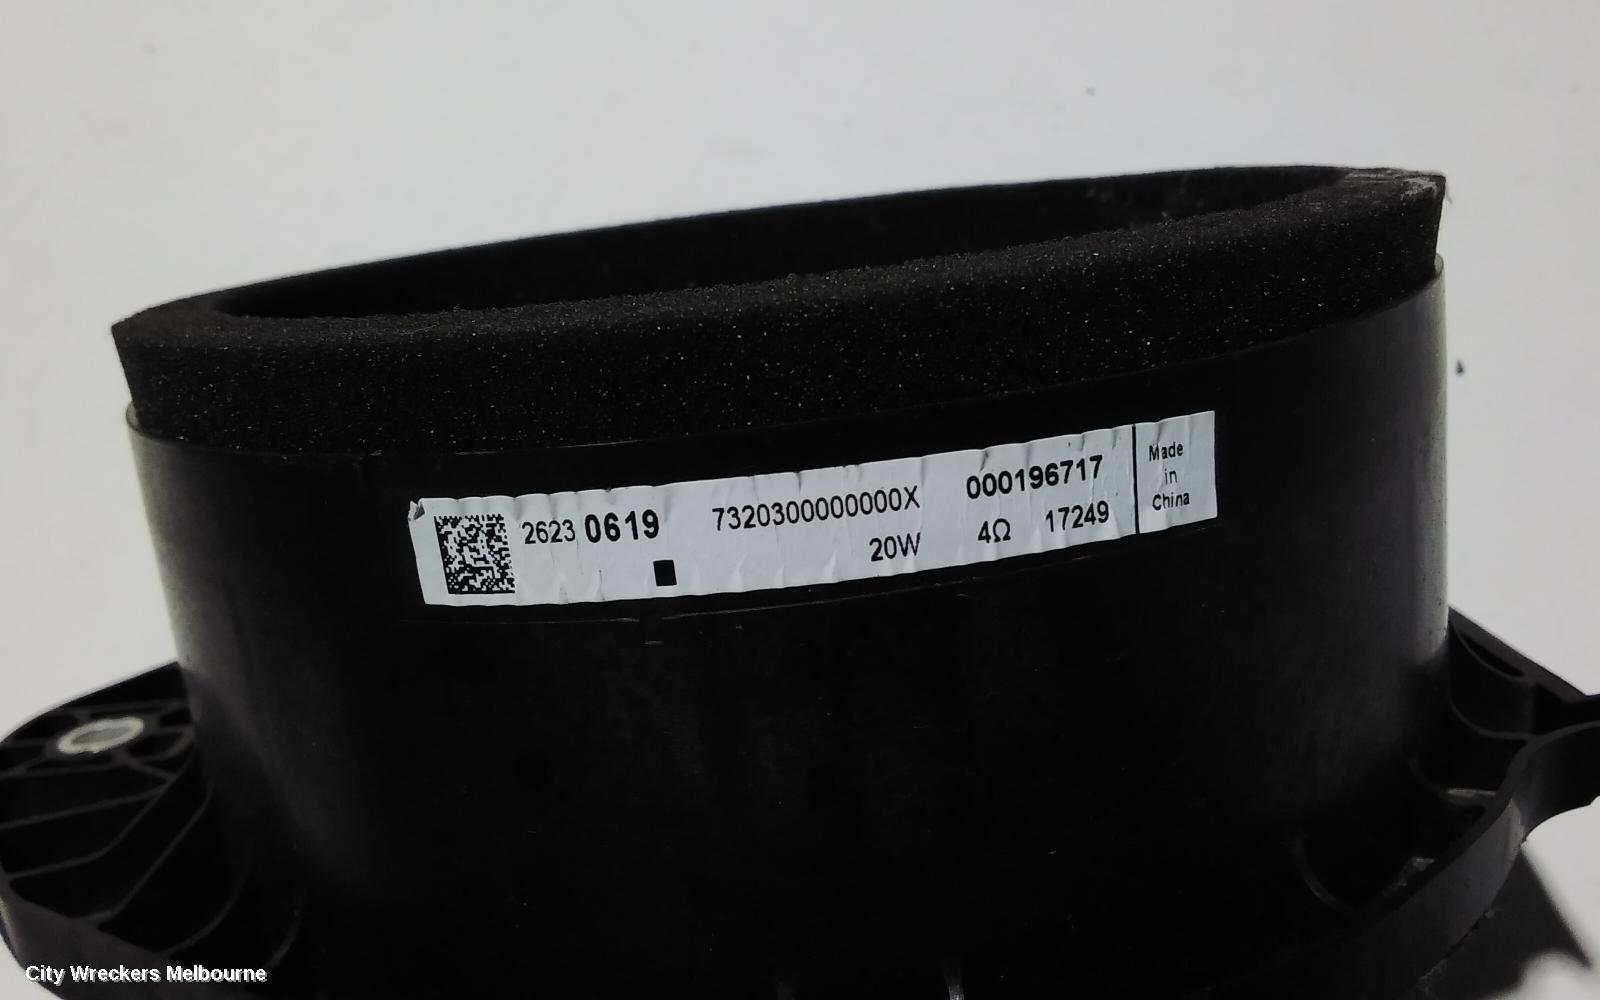 2623 0619 7320300000000X 000196717
20W 4Ω 17249
Made
in
China
City Wreckers Melbourne